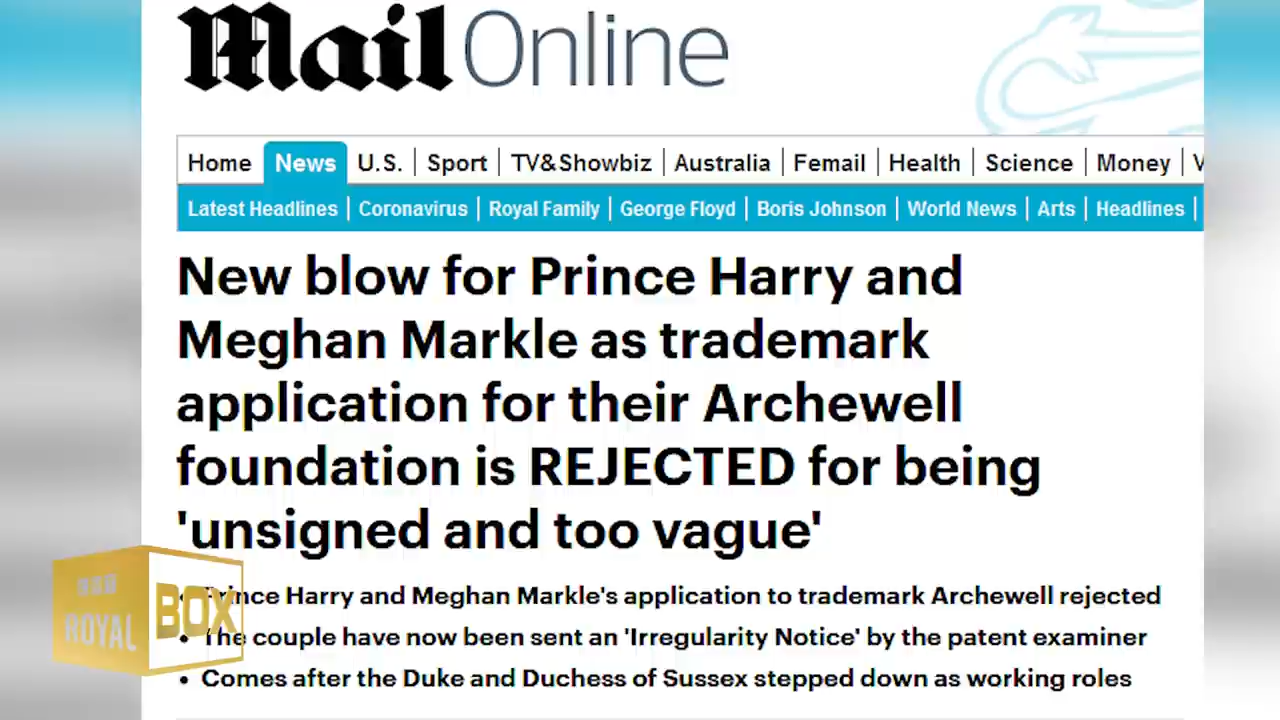 Mail Online
Home News U.S. Sport TV&Showbiz Australia Femail Health Science Money
Latest Headlines Coronavirus Royal Family George Floyd Boris Johnson World News Arts Headlines
New blow for Prince Harry and
Meghan Markle as trademark
application for their Archewell
foundation is REJECTED for being
'unsigned and too vague'
• Prince Harry and Meghan Markle's application to trademark Archewell rejected
• The couple have now been sent an 'Irregularity Notice' by the patent examiner
• Comes after the Duke and Duchess of Sussex stepped down as working roles
ROYAL BOX